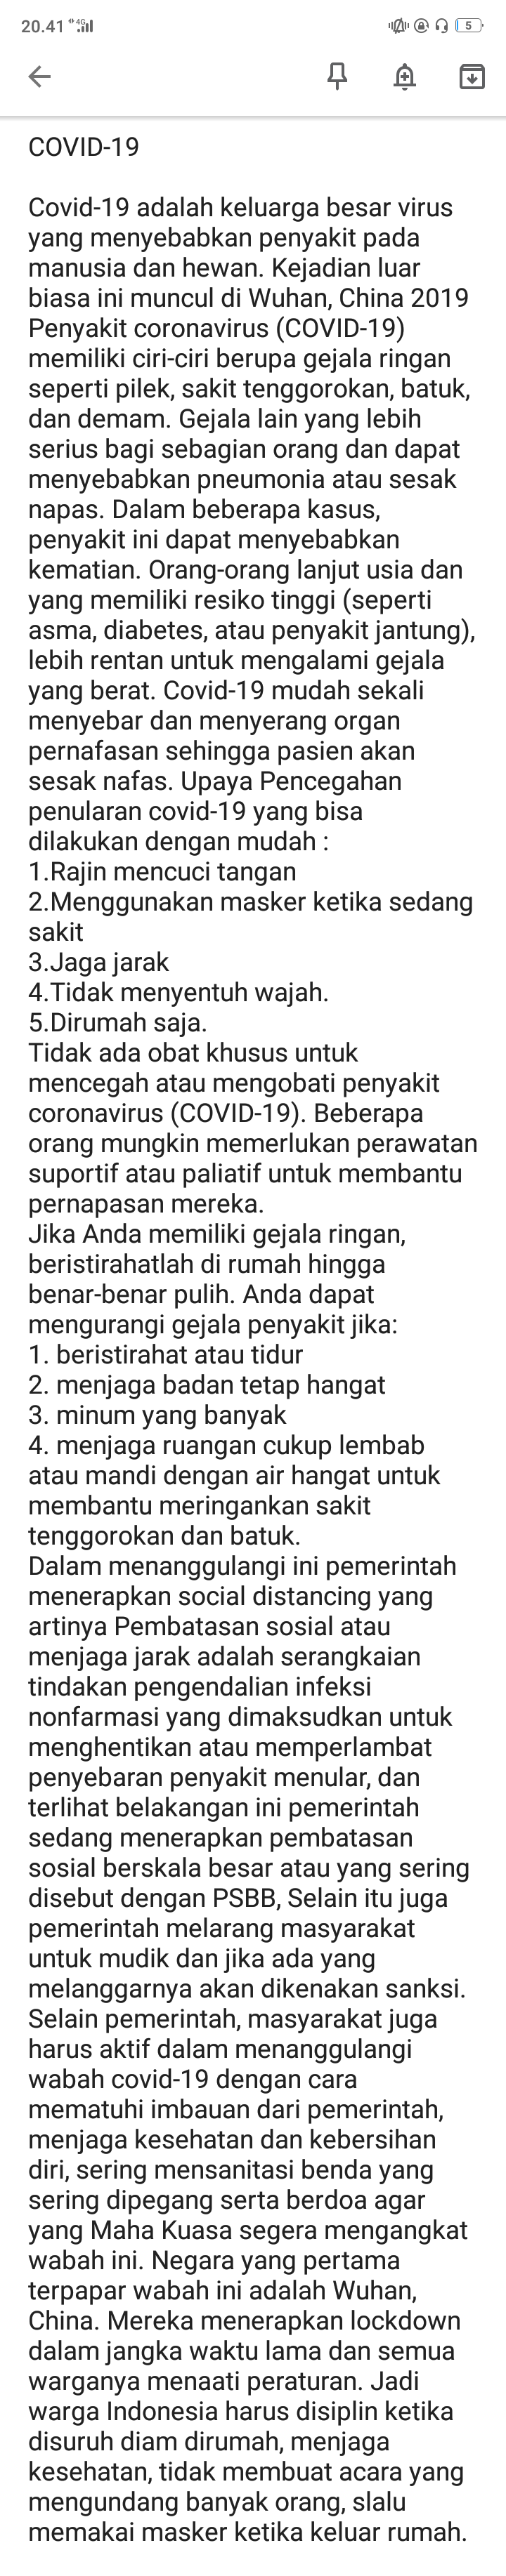 20.41 4G 5
COVID-19
Covid-19 adalah keluarga besar virus
yang menyebabkan penyakit pada
manusia dan hewan. Kejadian luar
biasa ini muncul di Wuhan, China 2019
Penyakit coronavirus (COVID-19)
memiliki ciri-ciri berupa gejala ringan
seperti pilek, sakit tenggorokan, batuk,
dan demam. Gejala lain yang lebih
serius bagi sebagian orang dan dapat
menyebabkan pneumonia atau sesak
napas. Dalam beberapa kasus,
penyakit ini dapat menyebabkan
kematian. Orang-orang lanjut usia dan
yang memiliki resiko tinggi (seperti
asma, diabetes, atau penyakit jantung),
lebih rentan untuk mengalami gejala
yang berat. Covid-19 mudah sekali
menyebar dan menyerang organ
pernafasan sehingga pasien akan
sesak nafas. Upaya Pencegahan
penularan covid-19 yang bisa
dilakukan dengan mudah :
1.Rajin mencuci tangan
2.Menggunakan masker ketika sedang
sakit
3.Jaga jarak
4.Tidak menyentuh wajah.
5.Dirumah saja.
Tidak ada obat khusus untuk
mencegah atau mengobati penyakit
coronavirus (COVID-19). Beberapa
orang mungkin memerlukan perawatan
suportif atau paliatif untuk membantu
pernapasan mereka.
Jika Anda memiliki gejala ringan,
beristirahatlah di rumah hingga
benar-benar pulih. Anda dapat
mengurangi gejala penyakit jika:
1. beristirahat atau tidur
2. menjaga badan tetap hangat
3. minum yang banyak
4. menjaga ruangan cukup lembab
atau mandi dengan air hangat untuk
membantu meringankan sakit
tenggorokan dan batuk.
Dalam menanggulangi ini pemerintah
menerapkan social distancing yang
artinya Pembatasan sosial atau
menjaga jarak adalah serangkaian
tindakan pengendalian infeksi
nonfarmasi yang dimaksudkan untuk
menghentikan atau memperlambat
penyebaran penyakit menular, dan
terlihat belakangan ini pemerintah
sedang menerapkan pembatasan
sosial berskala besar atau yang sering
disebut dengan PSBB, Selain itu juga
pemerintah melarang masyarakat
untuk mudik dan jika ada yang
melanggarnya akan dikenakan sanksi.
Selain pemerintah, masyarakat juga
harus aktif dalam menanggulangi
wabah covid-19 dengan cara
mematuhi imbauan dari pemerintah,
menjaga kesehatan dan kebersihan
diri, sering mensanitasi benda yang
sering dipegang serta berdoa agar
yang Maha Kuasa segera mengangkat
wabah ini. Negara yang pertama
terpapar wabah ini adalah Wuhan,
China. Mereka menerapkan lockdown
dalam jangka waktu lama dan semua
warganya menaati peraturan. Jadi
warga Indonesia harus disiplin ketika
disuruh diam dirumah, menjaga
kesehatan, tidak membuat acara yang
mengundang banyak orang, slalu
memakai masker ketika keluar rumah.